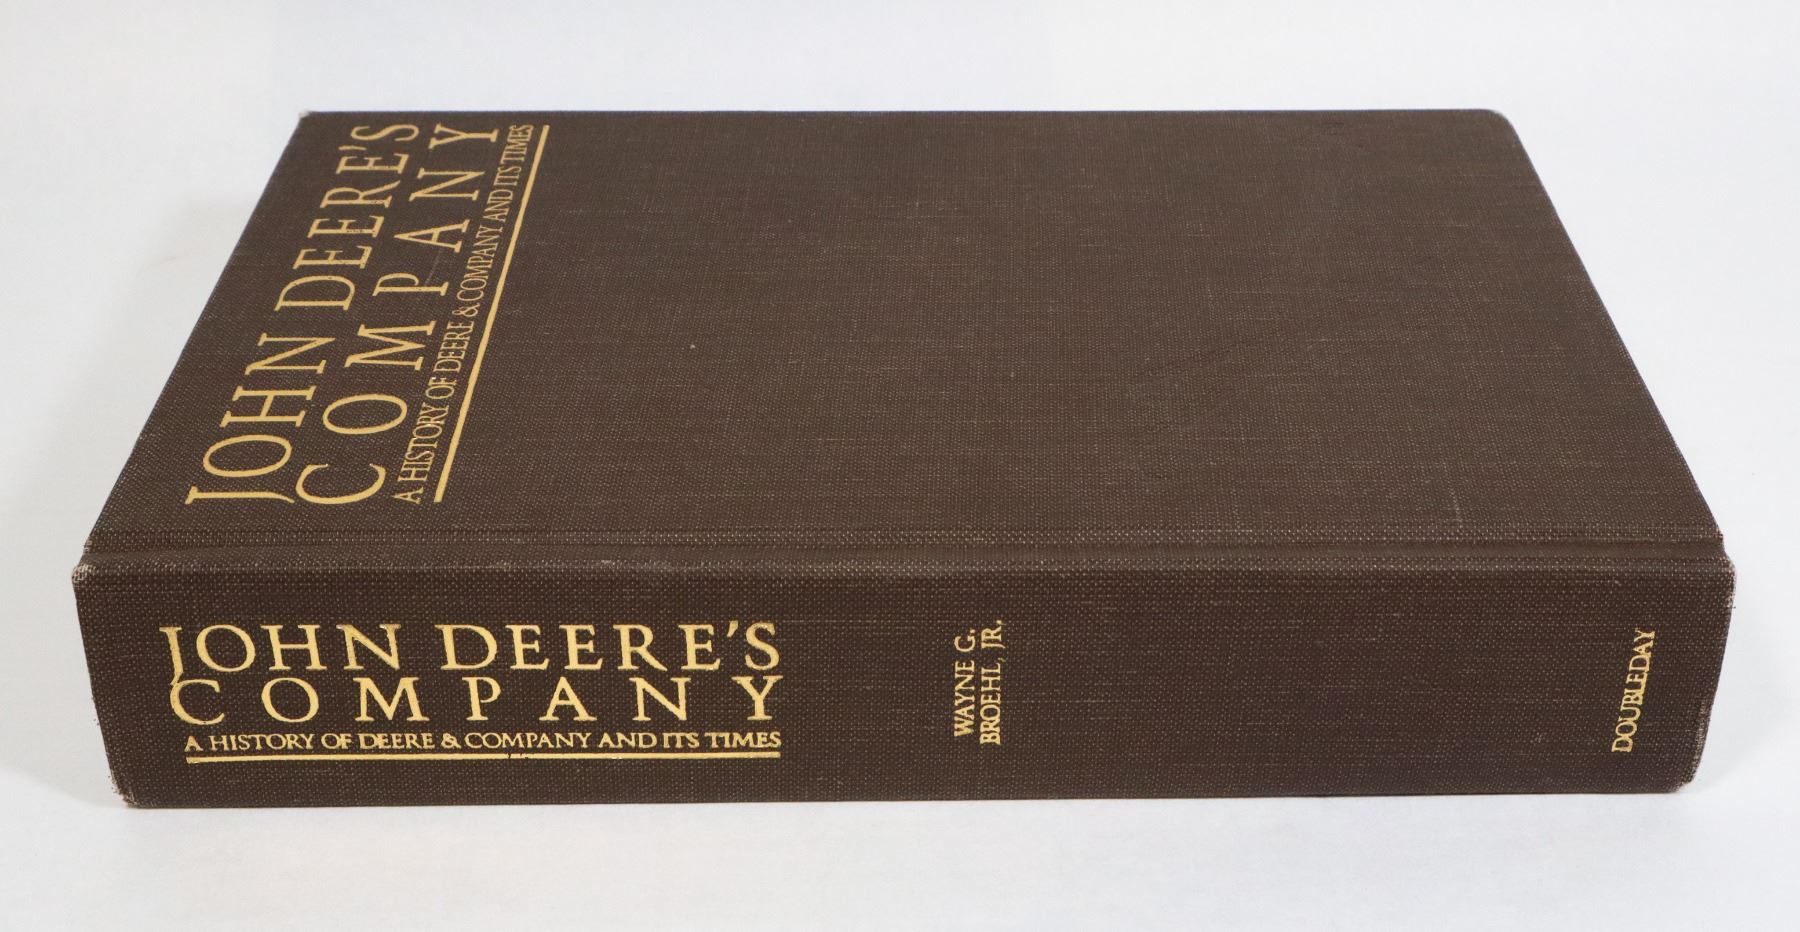 JOHN DEERE'S
COMPANY
A HISTORY OF DEERE & COMPANY AND ITS TIMES
JOHN DEERE'S
COMPANY
A HISTORY OF DEERE & COMPANY AND ITS TIMES
WAYNE G.
BROEHL, JR.
DOUBLEDAY